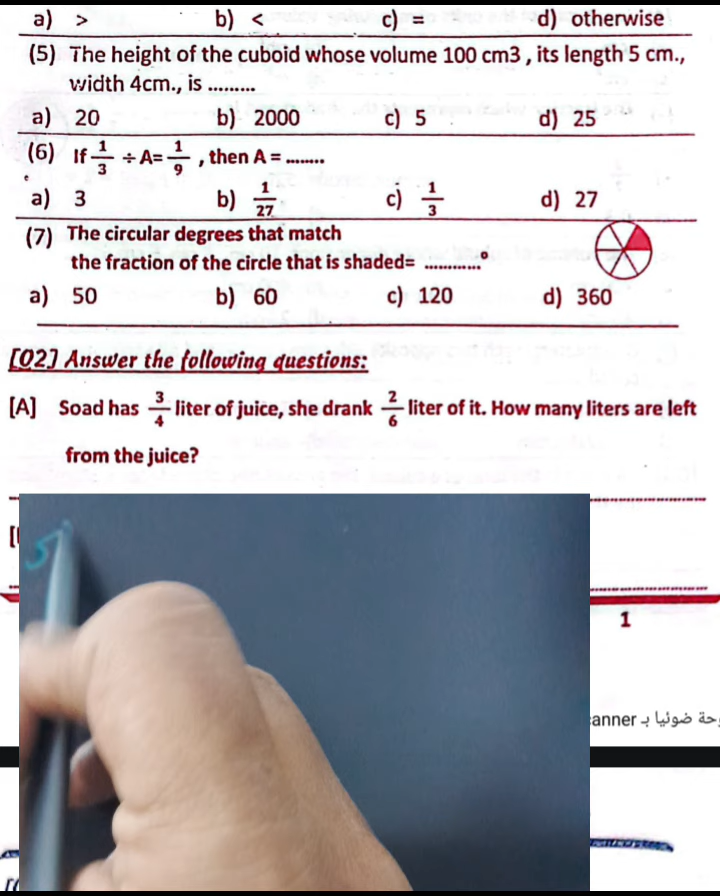 a) > b) < c) = d) otherwise
(5) The height of the cuboid whose volume 100 cm3 , its length 5 cm.,
width 4cm., is ..........
a) 20 b) 2000 c) 5 d) 25
(6) If 1/3 ÷ A= 1/9 , then A = ........
a) 3 b) 1/27 c) 1/3 d) 27
(7) The circular degrees that match
the fraction of the circle that is shaded= ............°
a) 50 b) 60 c) 120 d) 360
[O2] Answer the following questions:
[A] Soad has 3/4 liter of juice, she drank 2/6 liter of it. How many liters are left
from the juice?
1
ضوئيا بـ